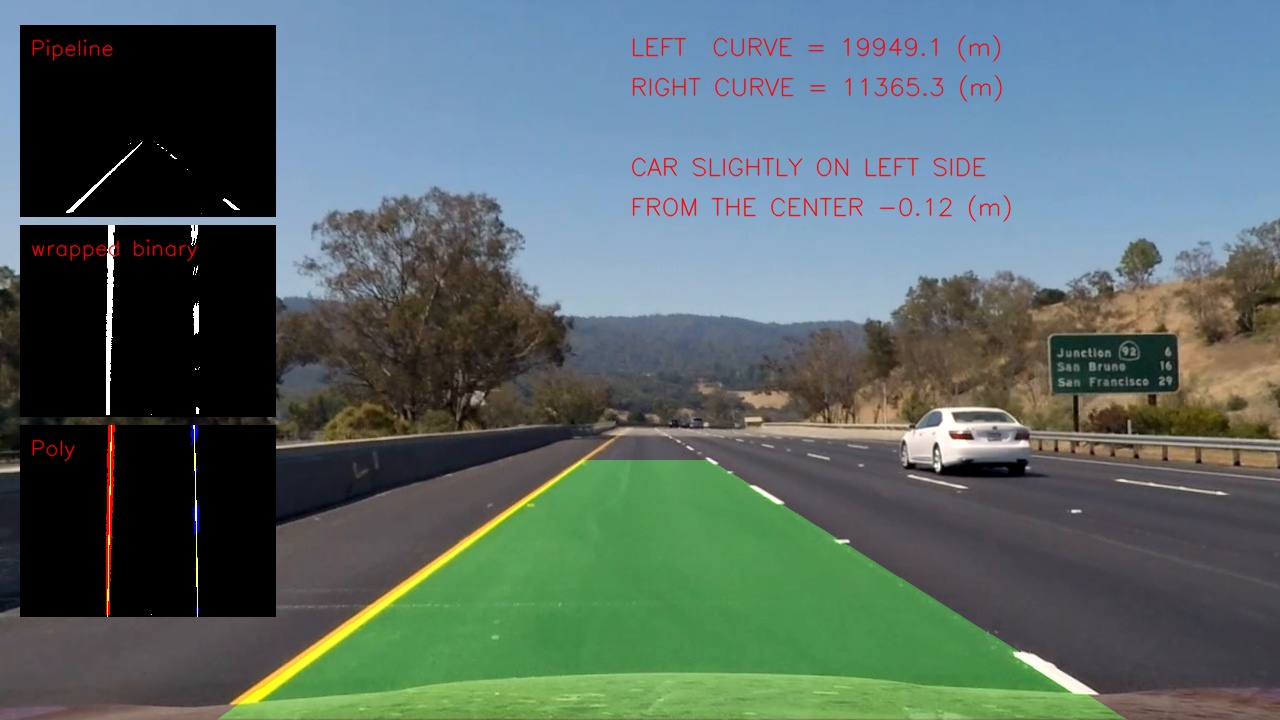 Pipeline
LEFT CURVE = 19949.1 (m)
RIGHT CURVE = 11365.3 (m)
CAR SLIGHTLY ON LEFT SIDE
FROM THE CENTER -0.12 (m)
wrapped binary
Poly
Junction 92 6
San Bruno 16
San Francisco 29